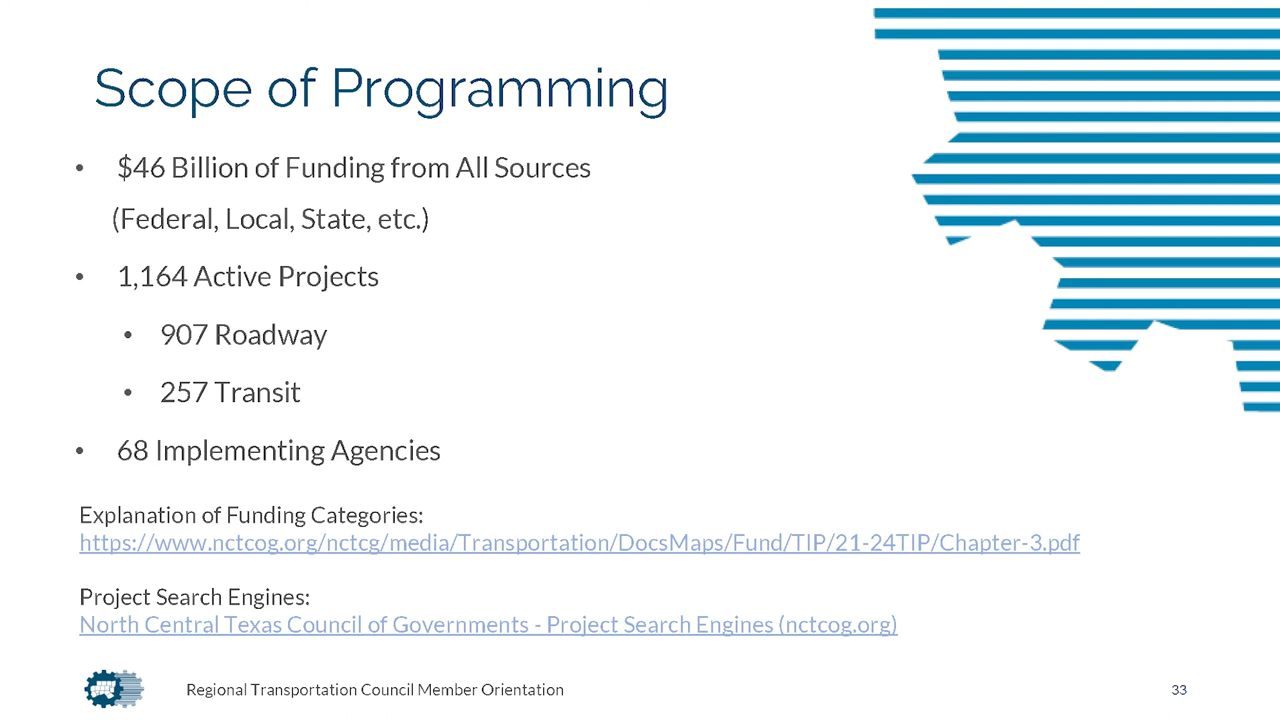 Scope of Programming
• $46 Billion of Funding from All Sources
(Federal, Local, State, etc.)
• 1,164 Active Projects
• 907 Roadway
• 257 Transit
• 68 Implementing Agencies
Explanation of Funding Categories:
https://www.nctcog.org/nctcg/media/Transportation/DocsMaps/Fund/TIP/21-24TIP/Chapter-3.pdf
Project Search Engines:
North Central Texas Council of Governments - Project Search Engines (nctcog.org)
Regional Transportation Council Member Orientation
33